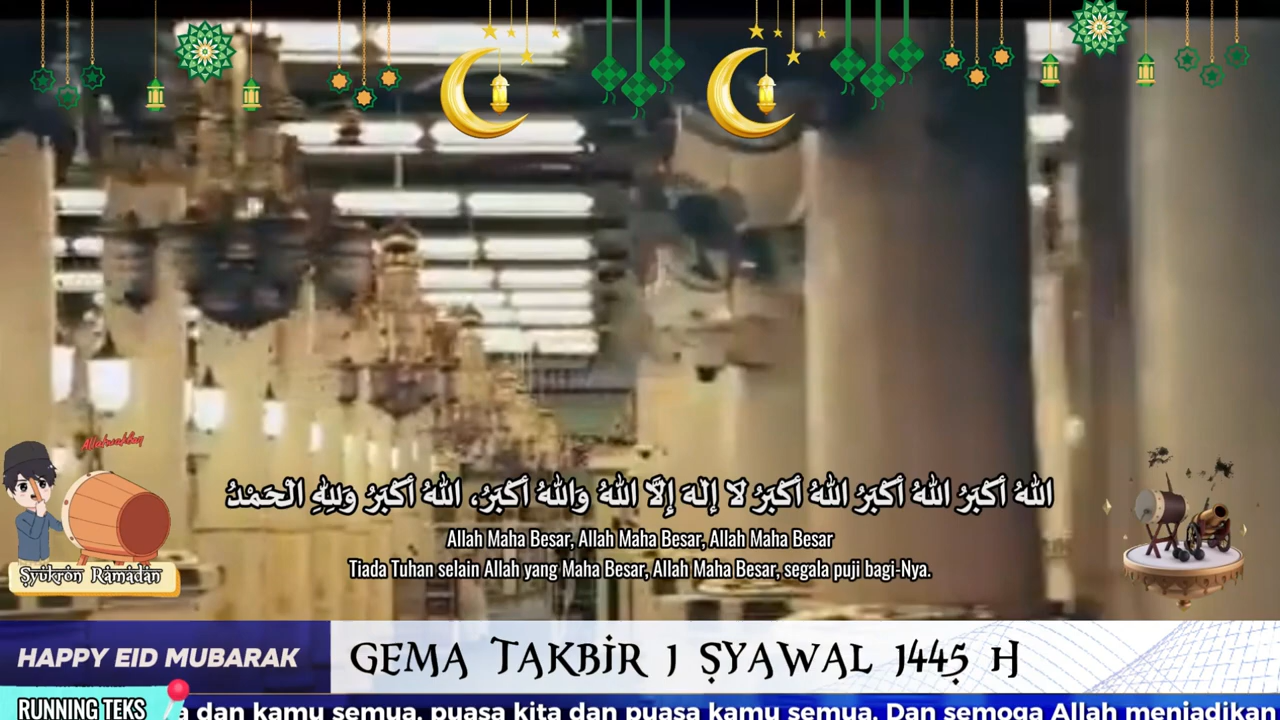 Allahuakbar
اللهُ أَكْبَرُ اللهُ أَكْبَرُ اللهُ أَكْبَرُ لَا إِلٰهَ إِلَّا اللهُ وَاللهُ أَكْبَرُ، اللهُ أَكْبَرُ وَلِلّٰهِ الْحَمْدُ
Allah Maha Besar, Allah Maha Besar, Allah Maha Besar
Tiada Tuhan selain Allah yang Maha Besar, Allah Maha Besar, segala puji bagi-Nya.
Syukron Ramadan
HAPPY EID MUBARAK
GEMA TAKBIR 1 SYAWAL 1445 H
RUNNING TEKS
a dan kamu semua, puasa kita dan puasa kamu semua. Dan semoga Allah menjadikan